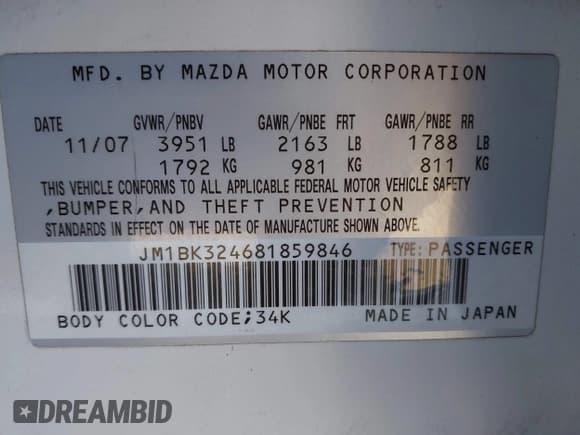 MFD. BY MAZDA MOTOR CORPORATION
DATE GVWR/PNBV GAWR/PNBE FRT GAWR/PNBE RR
11/07 3951 LB 2163 LB 1788 LB
1792 KG 981 KG 811 KG
THIS VEHICLE CONFORMS TO ALL APPLICABLE FEDERAL MOTOR VEHICLE SAFETY
,BUMPER,AND THEFT PREVENTION
STANDARDS IN EFFECT ON THE DATE OF MANUFACTURE SHOWN ABOVE.
JM1BK324681859846 TYPE:PASSENGER
BODY COLOR CODE;34K MADE IN JAPAN
DREAMBID